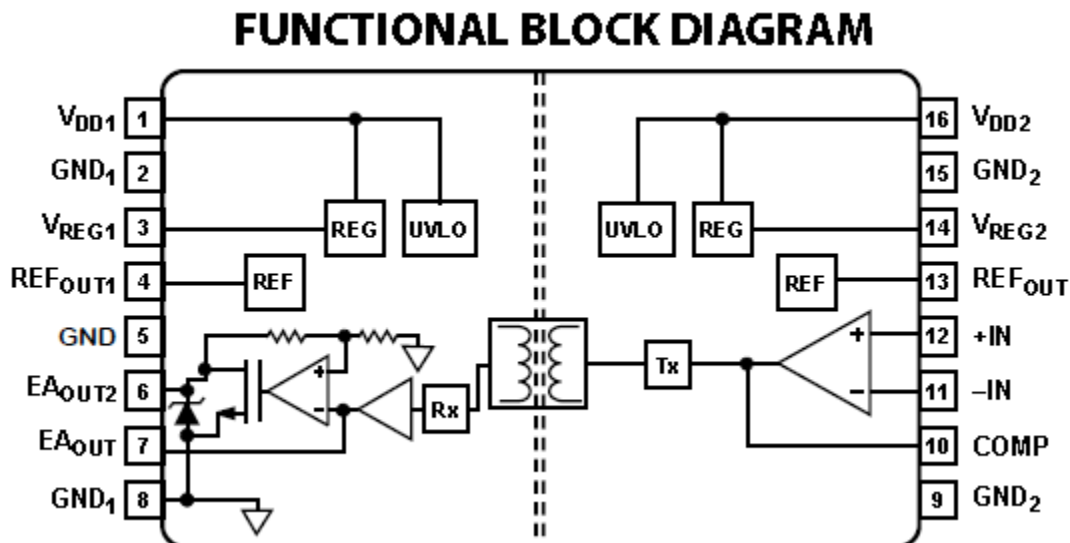 FUNCTIONAL BLOCK DIAGRAM
VDD1 1
GND1 2
VREG1 3
REFOUT1 4
GND 5
EAOUT2 6
EAOUT 7
GND1 8
REG
UVLO
REF
+
−
Rx
UVLO
REG
REF
Tx
+
−
16 VDD2
15 GND2
14 VREG2
13 REFOUT
12 +IN
11 −IN
10 COMP
9 GND2